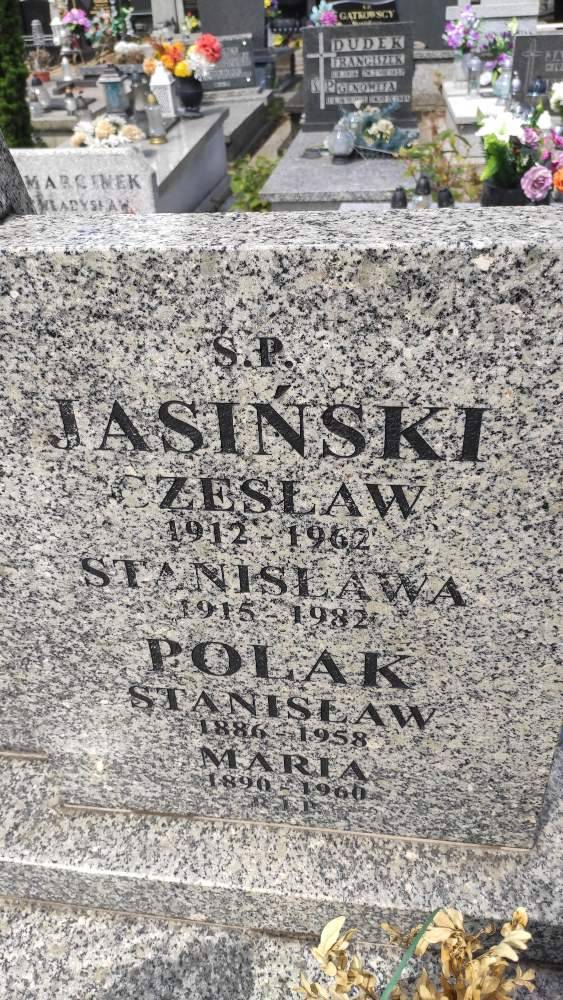 GATKOWSCY
DUDEK
FRANCISZEK
Ś.P. GENOWEFA
MARCINEK
WŁADYSŁAW
Ś.P.
JASIŃSKI
CZESŁAW
1912 - 1962
STANISŁAWA
1915 - 1982
POLAK
STANISŁAW
1886 - 1958
MARIA
1890 - 1960
R.I.P.